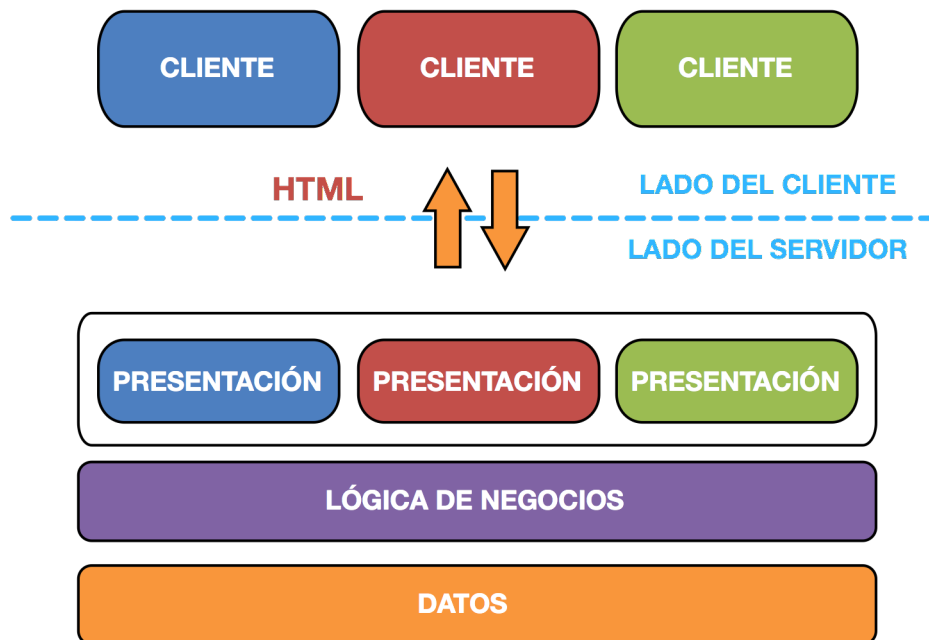 CLIENTE
CLIENTE
CLIENTE
HTML
LADO DEL CLIENTE
LADO DEL SERVIDOR
PRESENTACIÓN
PRESENTACIÓN
PRESENTACIÓN
LÓGICA DE NEGOCIOS
DATOS